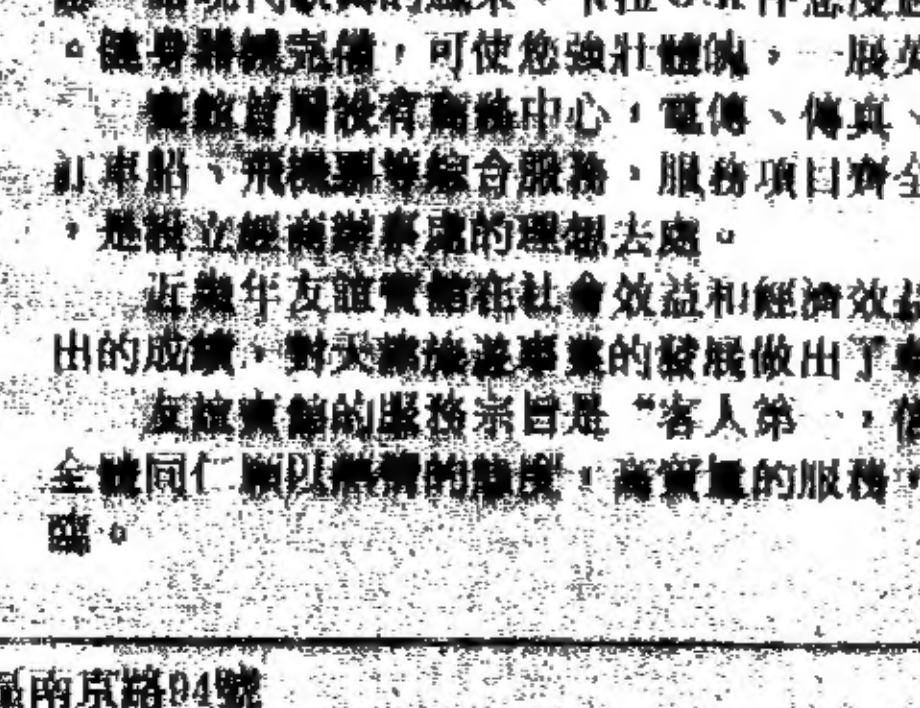 。健身器械完備，可使您強壯體魄，一展英
賓館首層設有商務中心，電傳、傳真、
訂車船、飛機票等綜合服務，服務項目齊全
，是設立經商辦事處的理想去處。
近幾年友誼賓館在社會效益和經濟效益
出的成績，對天津旅遊事業的發展做出了
友誼賓館的服務宗旨是“客人第一，
全體同仁願以熱情的態度，高質量的服務，
臨。
南京路94號